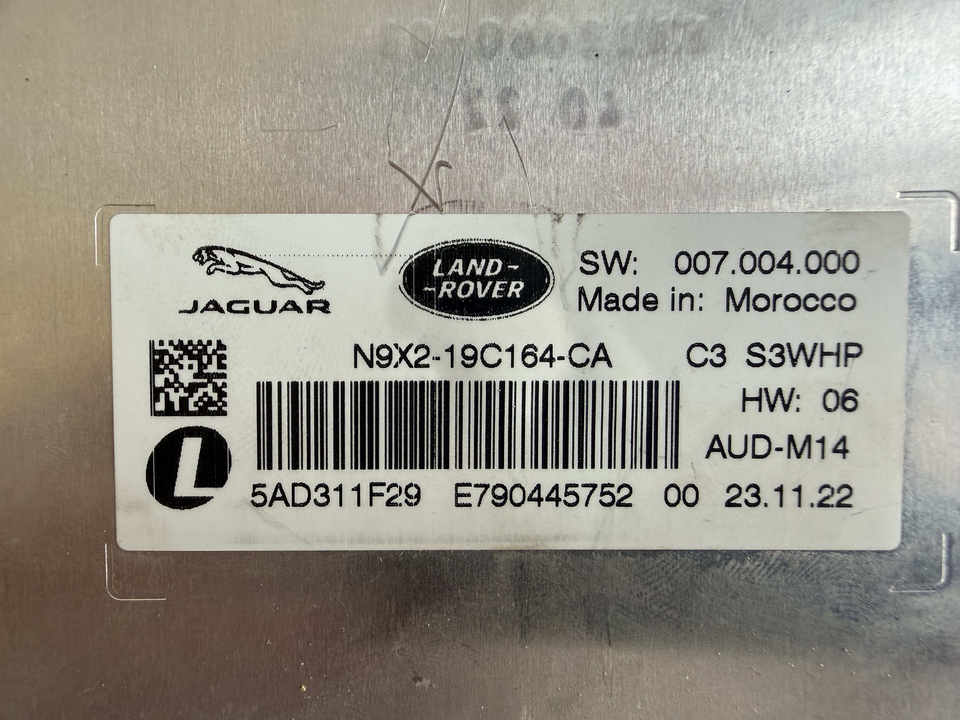 JAGUAR
LAND-
-ROVER
SW: 007.004.000
Made in: Morocco
N9X2-19C164-CA C3 S3WHP
HW: 06
AUD-M14
L
5AD311F29 E790445752 00 23.11.22